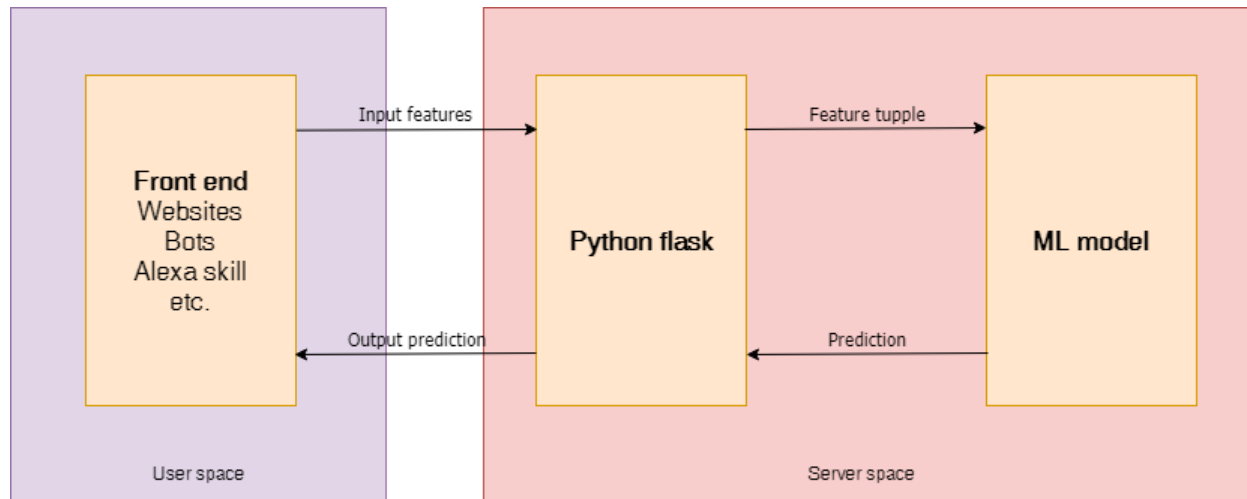 Input features
Feature tupple
Front end
Websites
Bots
Alexa skill
etc.
Python flask
ML model
Output prediction
Prediction
User space
Server space